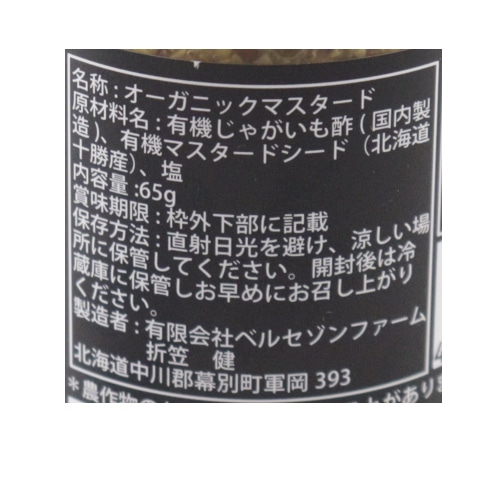 名称：オーガニックマスタード
原材料名：有機じゃがいも酢(国内製
造)、有機マスタードシード（北海道
十勝産)、塩
内容量:65g
賞味期限：枠外下部に記載
保存方法：直射日光を避け、涼しい場
所に保管してください。開封後は冷
蔵庫に保管しお早めにお召し上がり
ください。
製造者：有限会社ベルセゾンファーム
折笠　健
北海道中川郡幕別町軍岡 393
＊農作物の